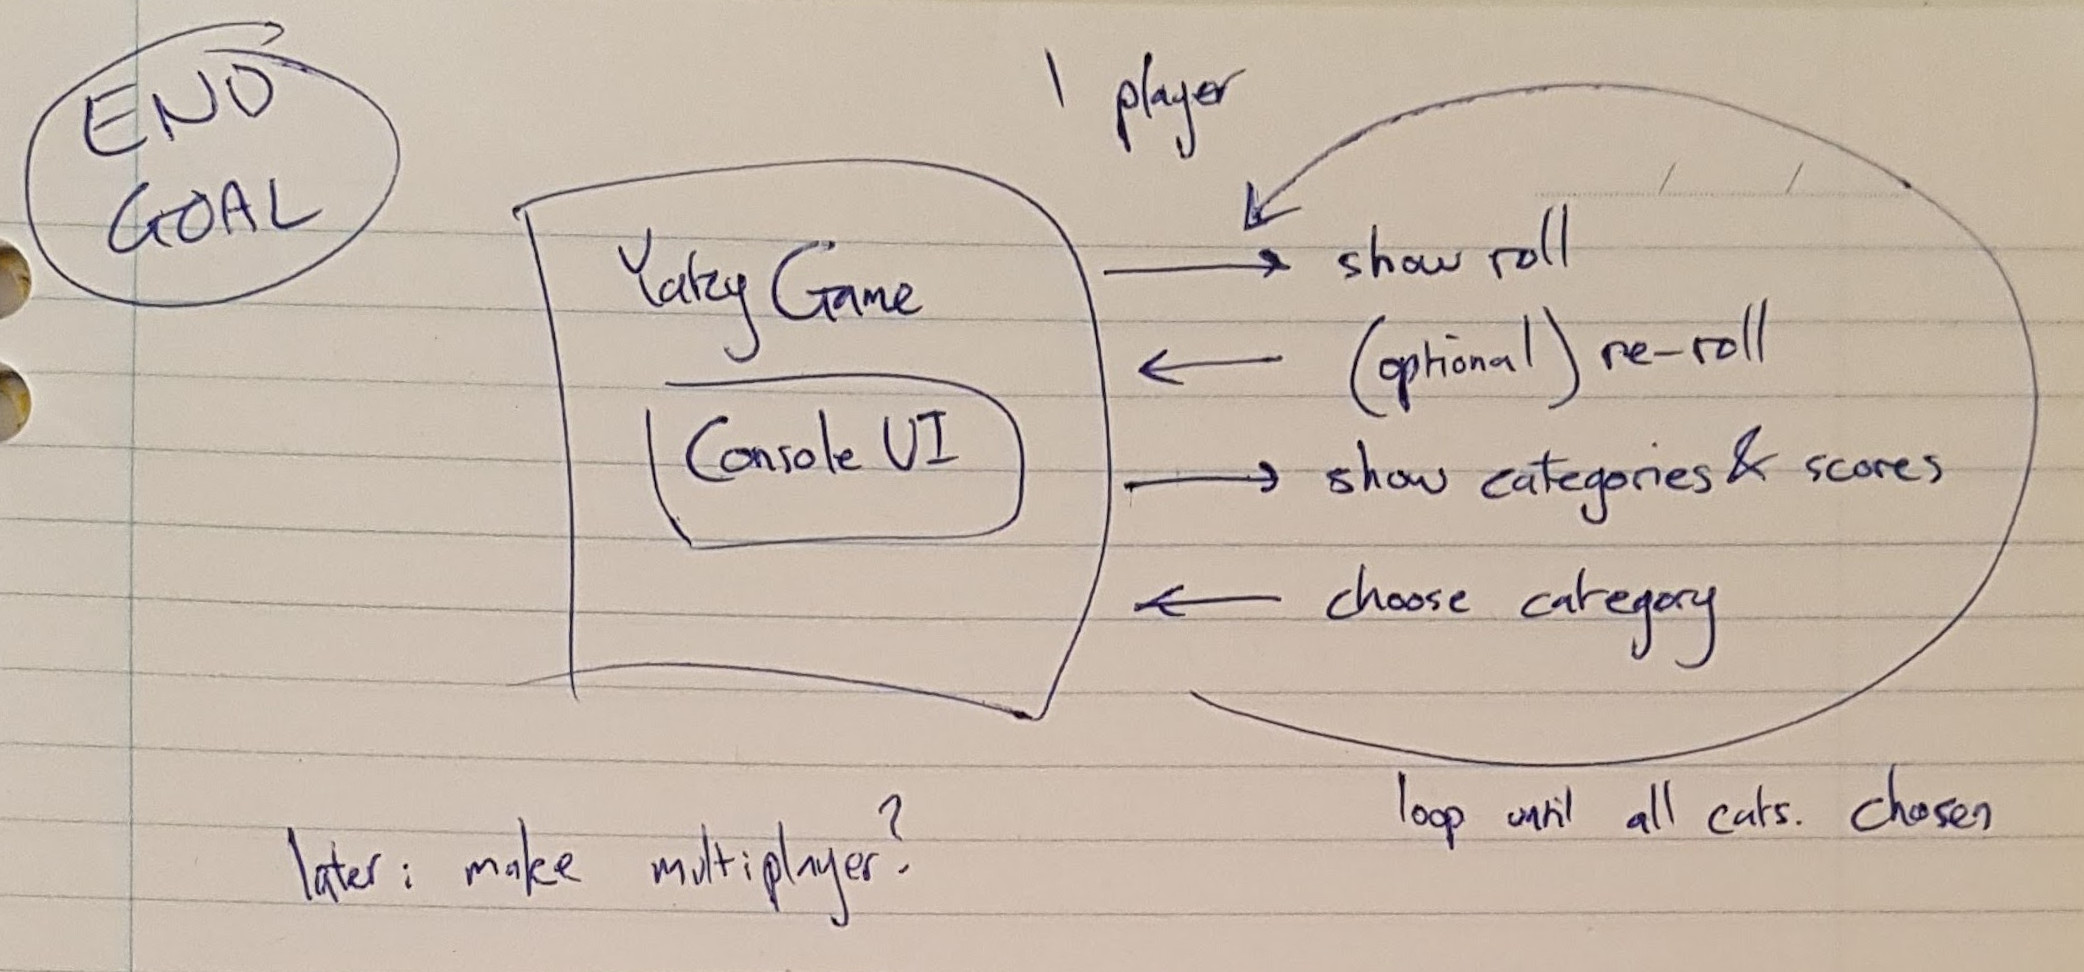 END
GOAL
1 player
Yatzy Game
Console UI
show roll
(optional) re-roll
show categories & scores
choose category
loop until all cats. chosen
later: make multiplayer?